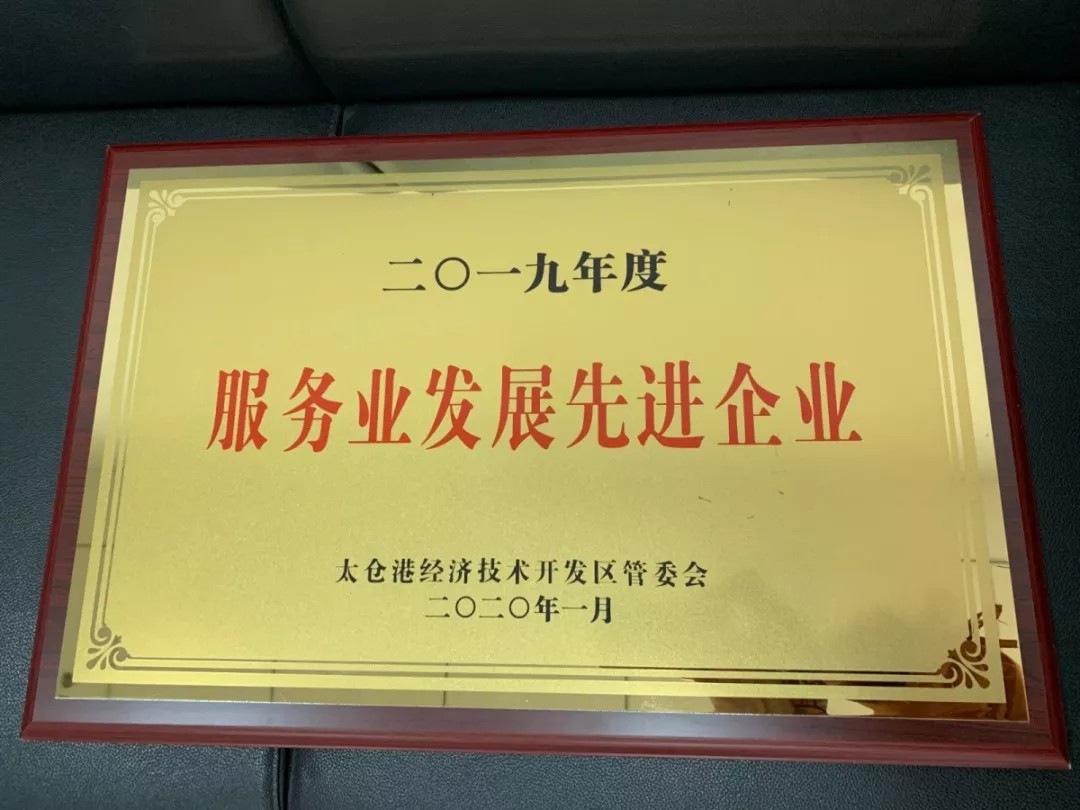 二〇一九年度
服务业发展先进企业
太仓港经济技术开发区管委会
二〇二〇年一月